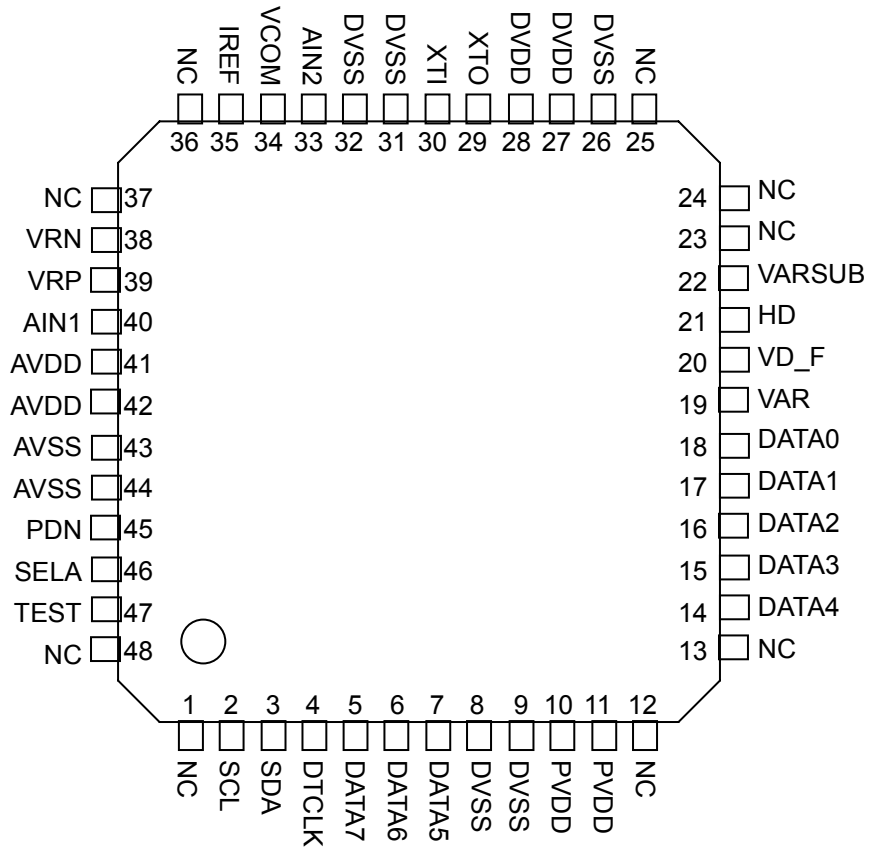 NC IREF VCOM AIN2 DVSS DVSS XTI XTO DVDD DVDD DVSS NC
36 35 34 33 32 31 30 29 28 27 26 25
NC 37
VRN 38
VRP 39
AIN1 40
AVDD 41
AVDD 42
AVSS 43
AVSS 44
PDN 45
SELA 46
TEST 47
NC 48
24 NC
23 NC
22 VARSUB
21 HD
20 VD_F
19 VAR
18 DATA0
17 DATA1
16 DATA2
15 DATA3
14 DATA4
13 NC
1 2 3 4 5 6 7 8 9 10 11 12
NC SCL SDA DTCLK DATA7 DATA6 DATA5 DVSS DVSS PVDD PVDD NC